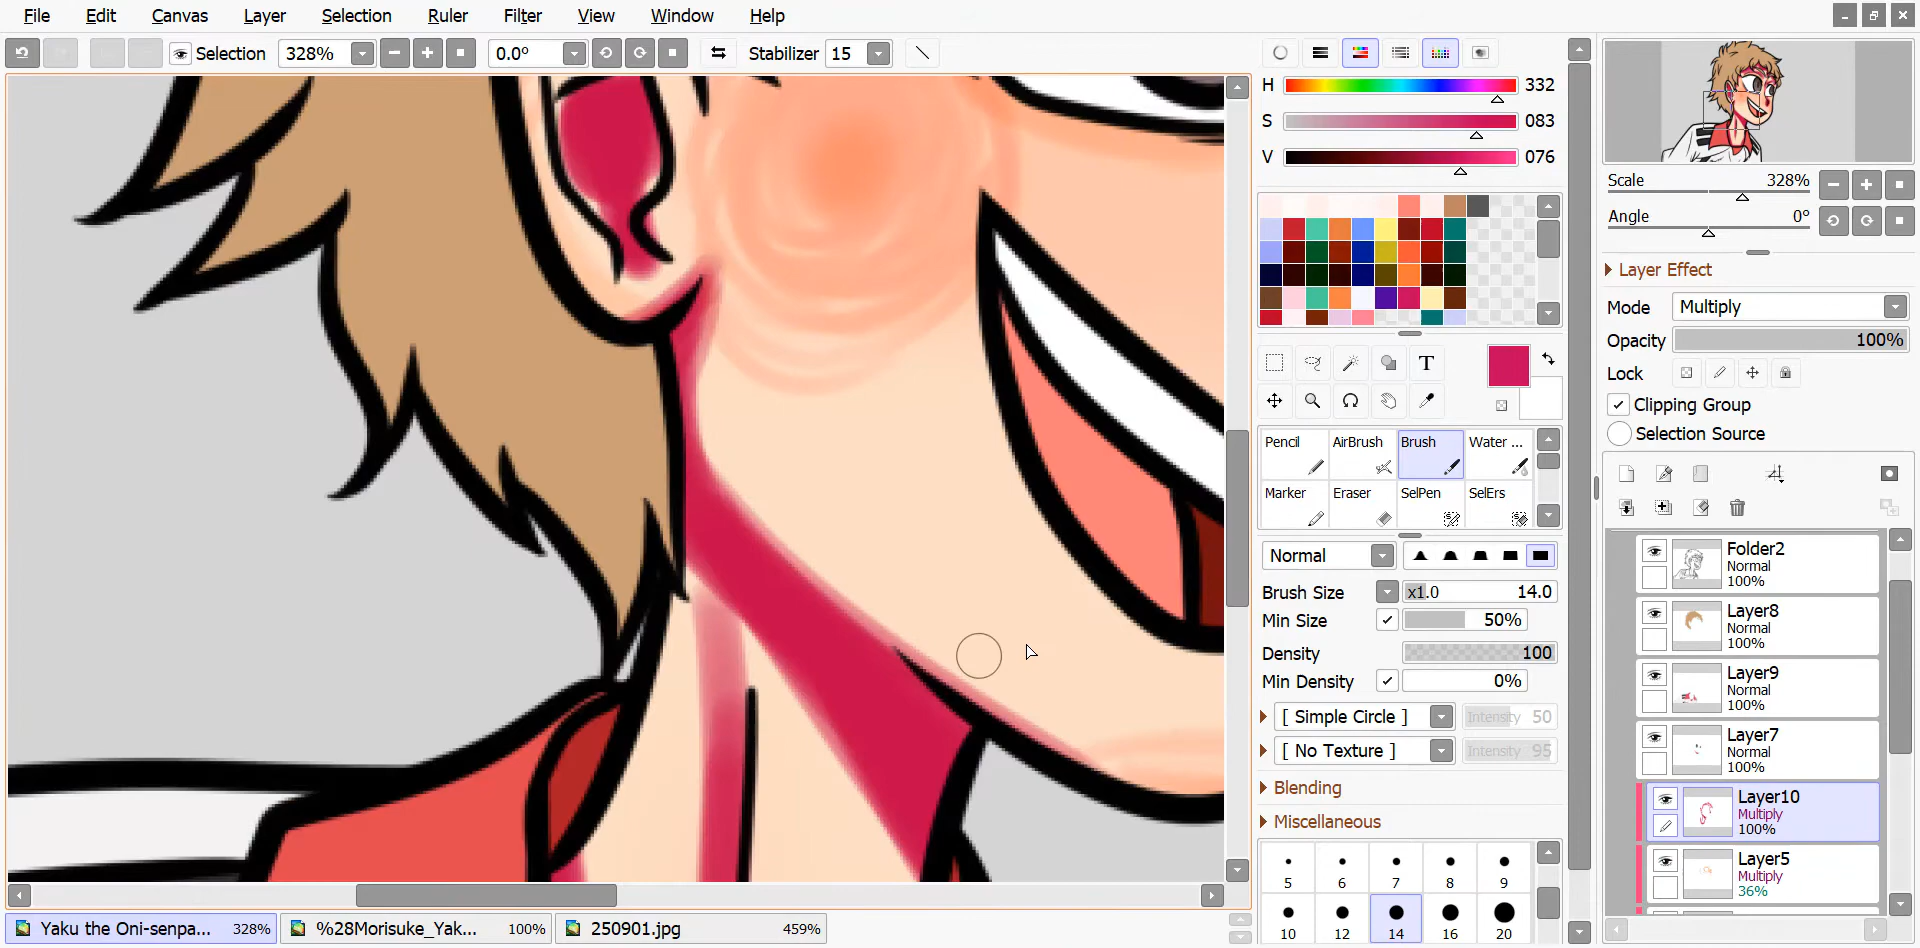 File Edit Canvas Layer Selection Ruler Filter View Window Help
Selection 328% 0.0° Stabilizer 15
H 332
S 083
V 076
Scale 328%
Angle 0°
Layer Effect
Mode Multiply
Opacity 100%
Lock
Clipping Group
Selection Source
T
Pencil AirBrush Brush Water ...
Marker Eraser SelPen SelErs
Normal
Brush Size x1.0 14.0
Min Size 50%
Density 100
Min Density 0%
[ Simple Circle ] Intensity 50
[ No Texture ] Intensity 95
Blending
Miscellaneous
5 6 7 8 9
10 12 14 16 20
Folder2
Normal
100%
Layer8
Normal
100%
Layer9
Normal
100%
Layer7
Normal
100%
Layer10
Multiply
100%
Layer5
Multiply
36%
Yaku the Oni-senpa... 328% %28Morisuke_Yak... 100% 250901.jpg 459%